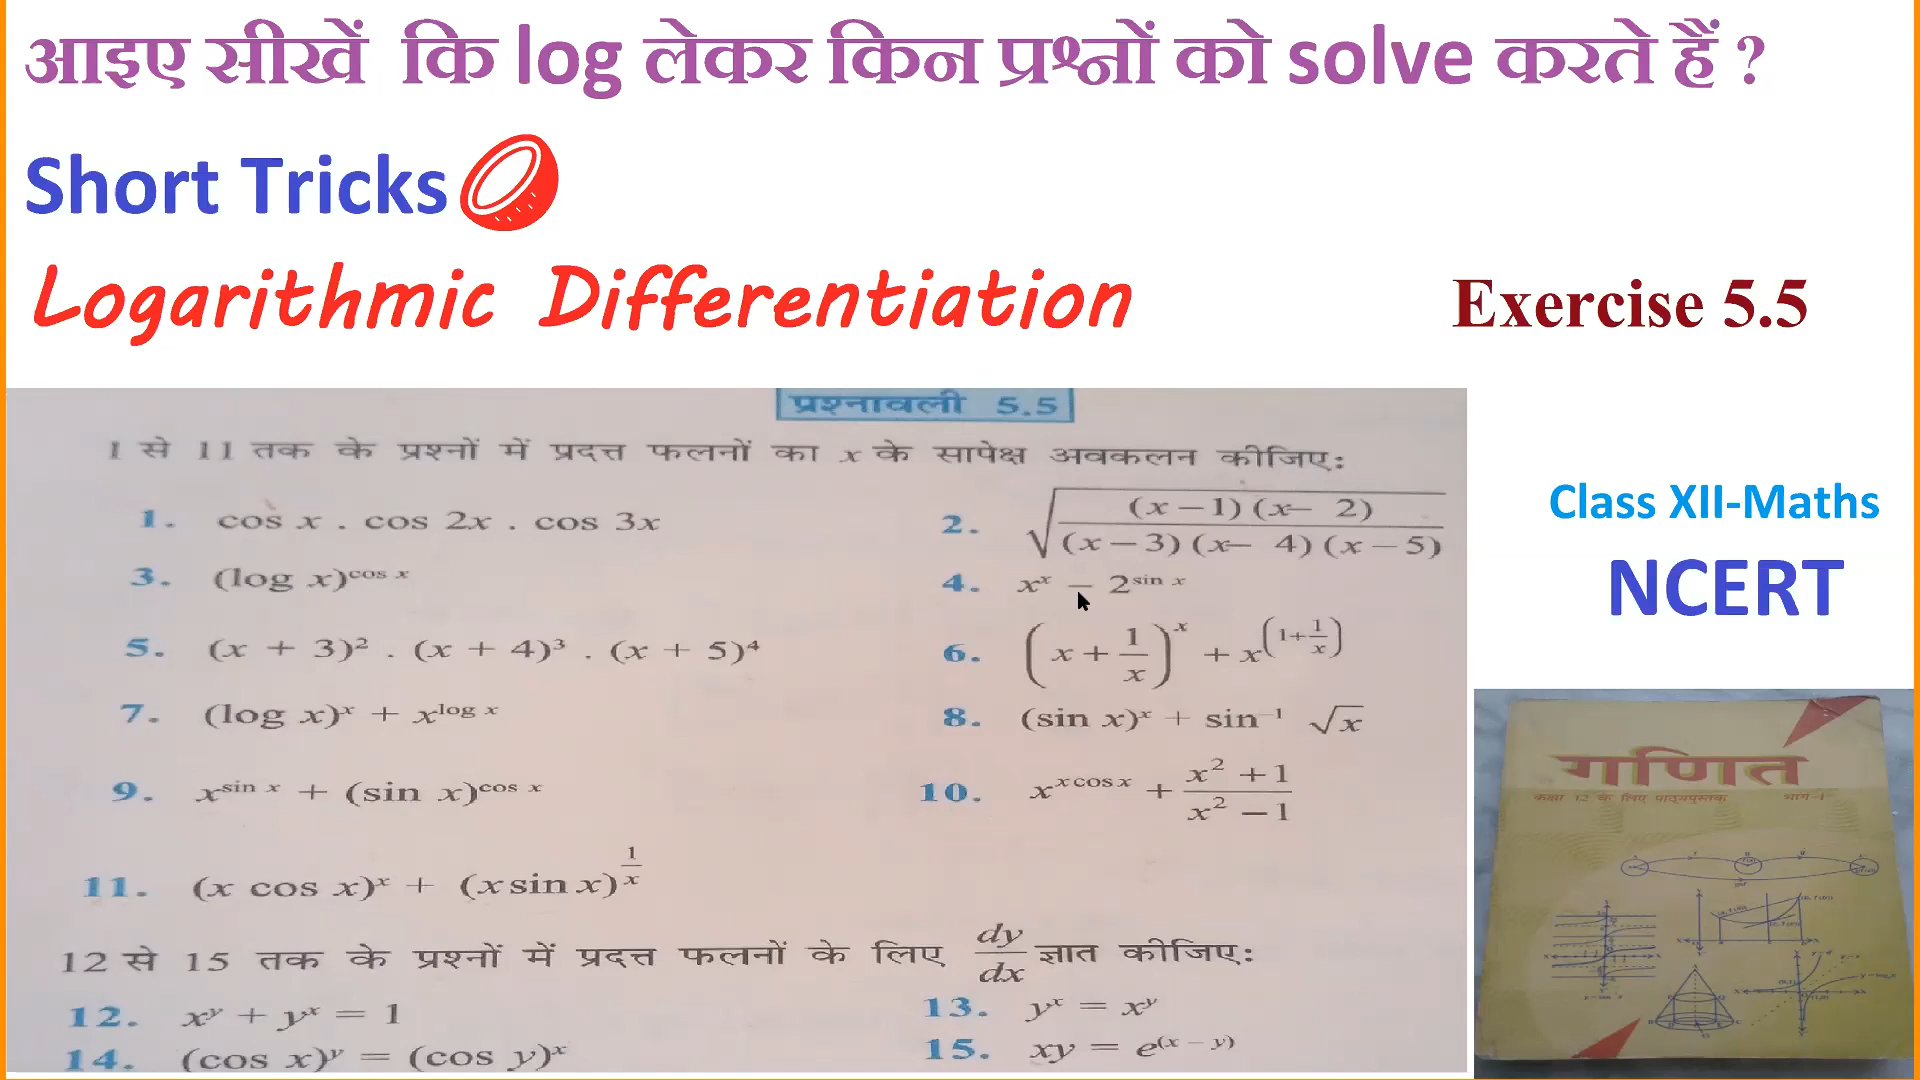 आइए सीखें कि log लेकर किन प्रश्नों को solve करते हैं ?
Short Tricks
Logarithmic Differentiation
Exercise 5.5
प्रश्नावली 5.5
1 से 11 तक के प्रश्नों में प्रदत्त फलनों का x के सापेक्ष अवकलन कीजिए:
1. cos x . cos 2x . cos 3x
2. √((x – 1) (x – 2) / (x – 3) (x – 4) (x – 5))
3. (log x)^(cos x)
4. x^x – 2^(sin x)
5. (x + 3)² . (x + 4)³ . (x + 5)⁴
6. (x + 1/x)^x + x^(1 + 1/x)
7. (log x)^x + x^(log x)
8. (sin x)^x + sin⁻¹ √x
9. x^(sin x) + (sin x)^(cos x)
10. x^(x cos x) + (x² + 1)/(x² – 1)
11. (x cos x)^x + (x sin x)^(1/x)
12 से 15 तक के प्रश्नों में प्रदत्त फलनों के लिए dy/dx ज्ञात कीजिए:
12. x^y + y^x = 1
13. y^x = x^y
14. (cos x)^y = (cos y)^x
15. xy = e^(x – y)
Class XII-Maths
NCERT
गणित
कक्षा 12 के लिए पाठ्यपुस्तक
भाग-I